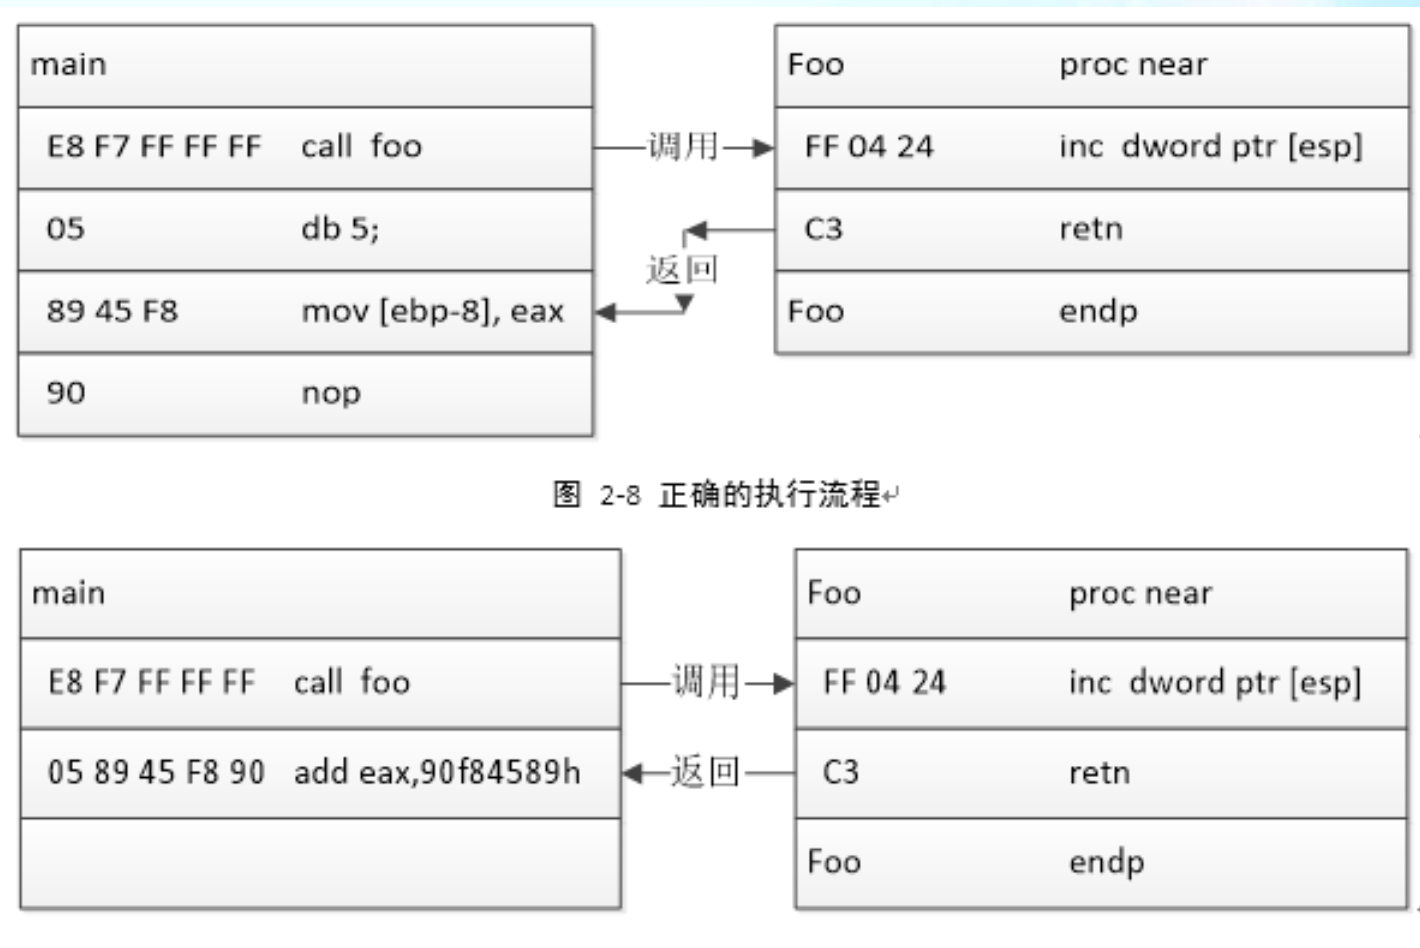 main
E8 F7 FF FF FF call foo
05 db 5;
89 45 F8 mov [ebp-8], eax
90 nop
调用
返回
Foo proc near
FF 04 24 inc dword ptr [esp]
C3 retn
Foo endp
图 2-8 正确的执行流程↵
main
E8 F7 FF FF FF call foo
05 89 45 F8 90 add eax,90f84589h
调用
返回
Foo proc near
FF 04 24 inc dword ptr [esp]
C3 retn
Foo endp